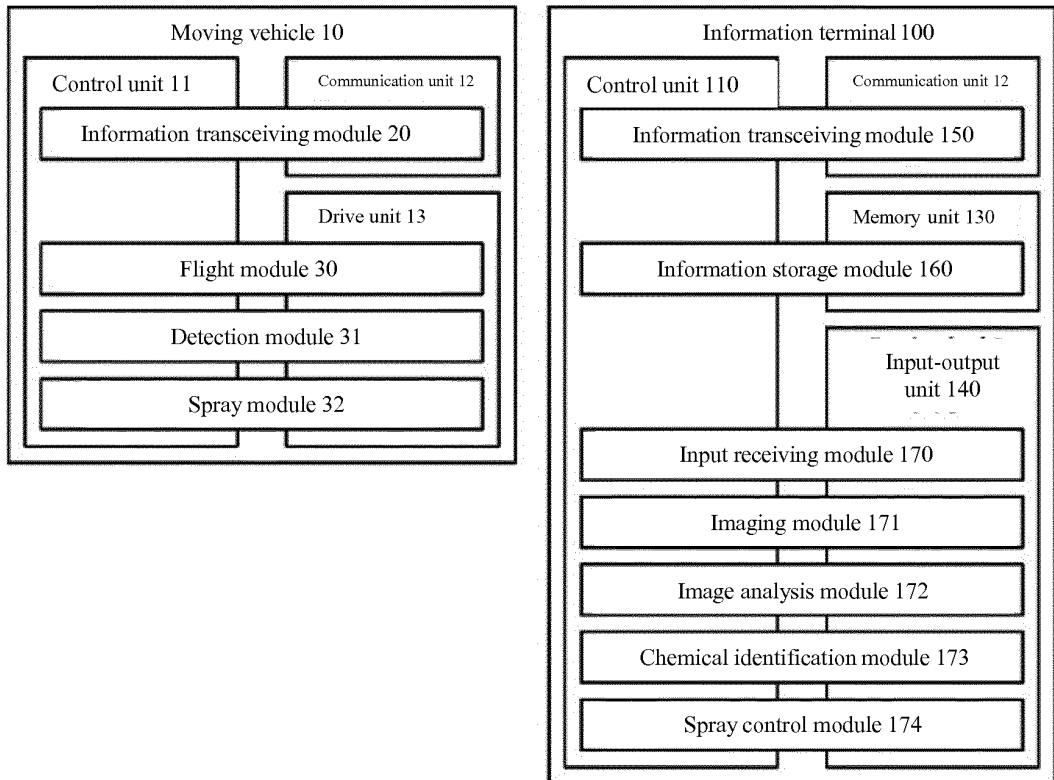 Moving vehicle 10
Control unit 11
Communication unit 12
Information transceiving module 20
Drive unit 13
Flight module 30
Detection module 31
Spray module 32
Information terminal 100
Control unit 110
Communication unit 12
Information transceiving module 150
Memory unit 130
Information storage module 160
Input-output
unit 140
Input receiving module 170
Imaging module 171
Image analysis module 172
Chemical identification module 173
Spray control module 174